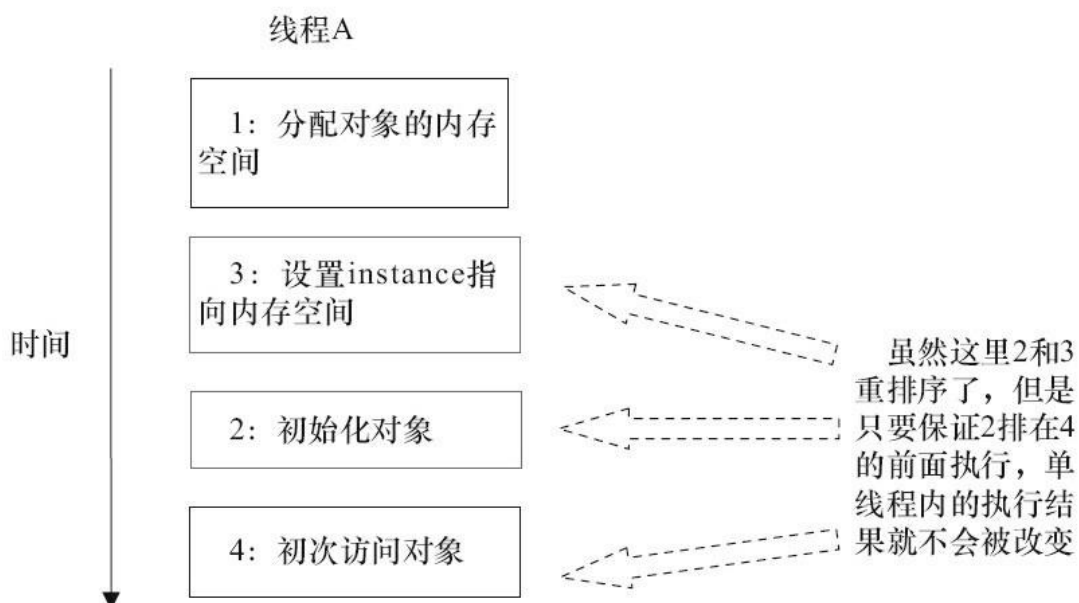 线程A
1：分配对象的内存
空间
3：设置instance指
向内存空间
时间
2：初始化对象
4：初次访问对象
虽然这里2和3
重排序了，但是
只要保证2排在4
的前面执行，单
线程内的执行结
果就不会被改变